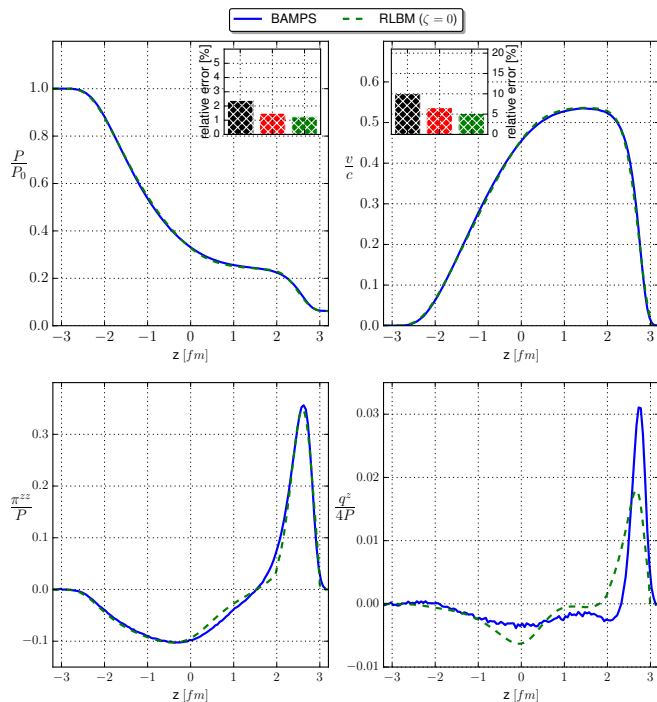 BAMPS RLBM (ζ = 0)
1.0
0.8
0.6
0.4
0.2
0.0
P/P₀
−3 −2 −1 0 1 2 3
z [fm]
relative error [%]
5
4
3
2
1
0
0.6
0.5
0.4
0.3
0.2
0.1
0.0
v/c
−3 −2 −1 0 1 2 3
z [fm]
relative error [%]
20
15
10
5
0
0.3
0.2
0.1
0.0
−0.1
π^zz/P
−3 −2 −1 0 1 2 3
z [fm]
0.03
0.02
0.01
0.00
−0.01
q^z/4P
−3 −2 −1 0 1 2 3
z [fm]